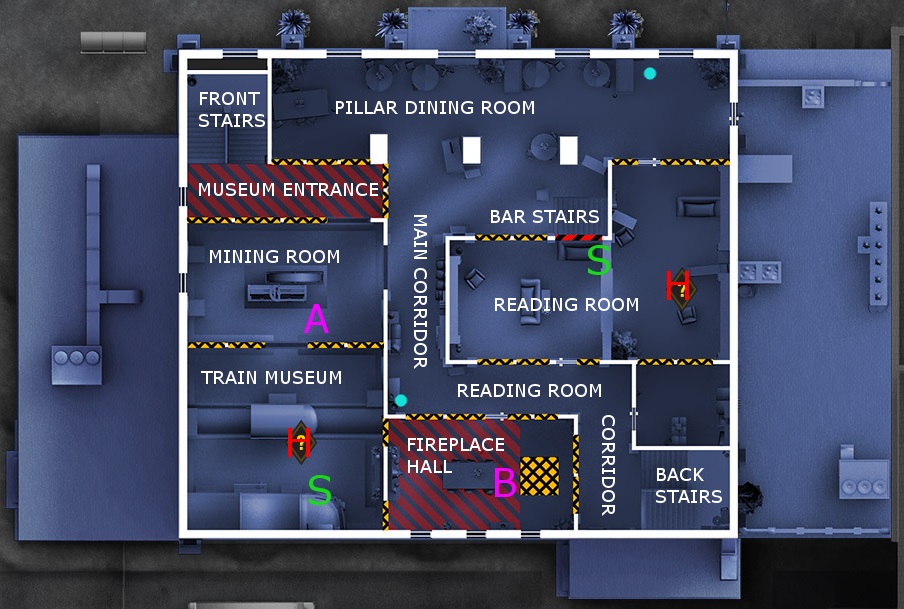 FRONT
STAIRS
PILLAR DINING ROOM
MUSEUM ENTRANCE
BAR STAIRS
MAIN CORRIDOR
MINING ROOM
S
H
?
READING ROOM
A
TRAIN MUSEUM
READING ROOM
H
?
FIREPLACE
HALL
CORRIDOR
S
B
BACK
STAIRS